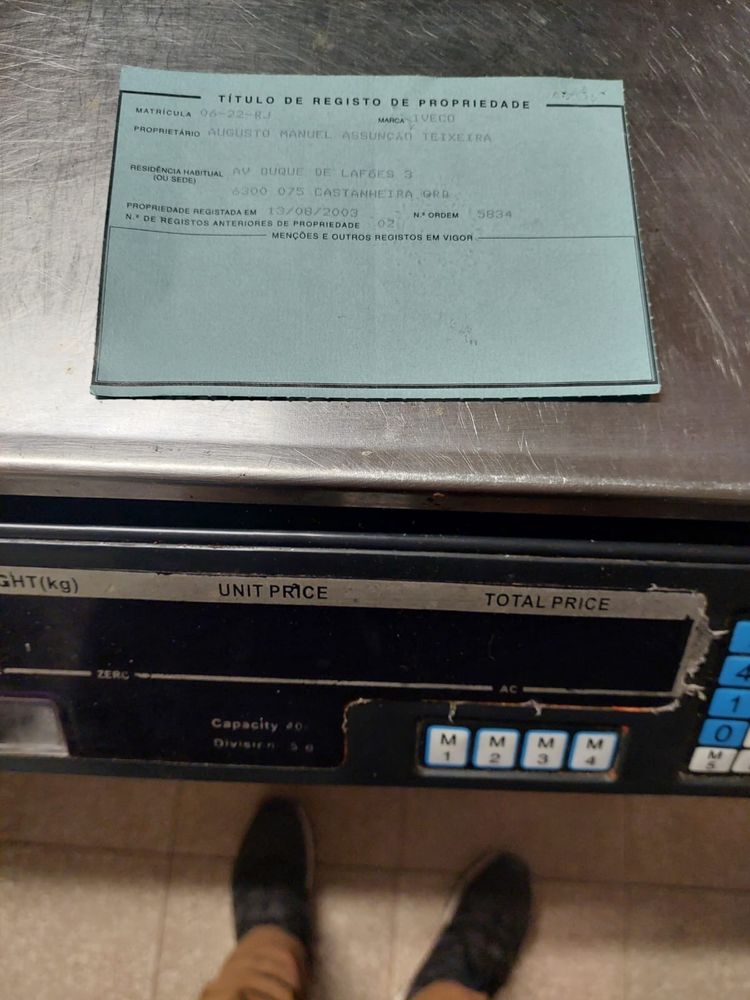 TÍTULO DE REGISTO DE PROPRIEDADE
MATRÍCULA 06-22-RJ MARCA IVECO
PROPRIETÁRIO AUGUSTO MANUEL ASSUNÇÃO TEIXEIRA
RESIDÊNCIA HABITUAL AV DUQUE DE LAFÕES 3
(OU SEDE) 6300 075 CASTANHEIRA GRD
PROPRIEDADE REGISTADA EM 13/08/2003 N.º ORDEM 5834
N.º DE REGISTOS ANTERIORES DE PROPRIEDADE 02
MENÇÕES E OUTROS REGISTOS EM VIGOR
GHT(kg) UNIT PRICE TOTAL PRICE
ZERO AC
Capacity 40
Division 5 g
M 1 M 2 M 3 M 4
4
1
0
M 5